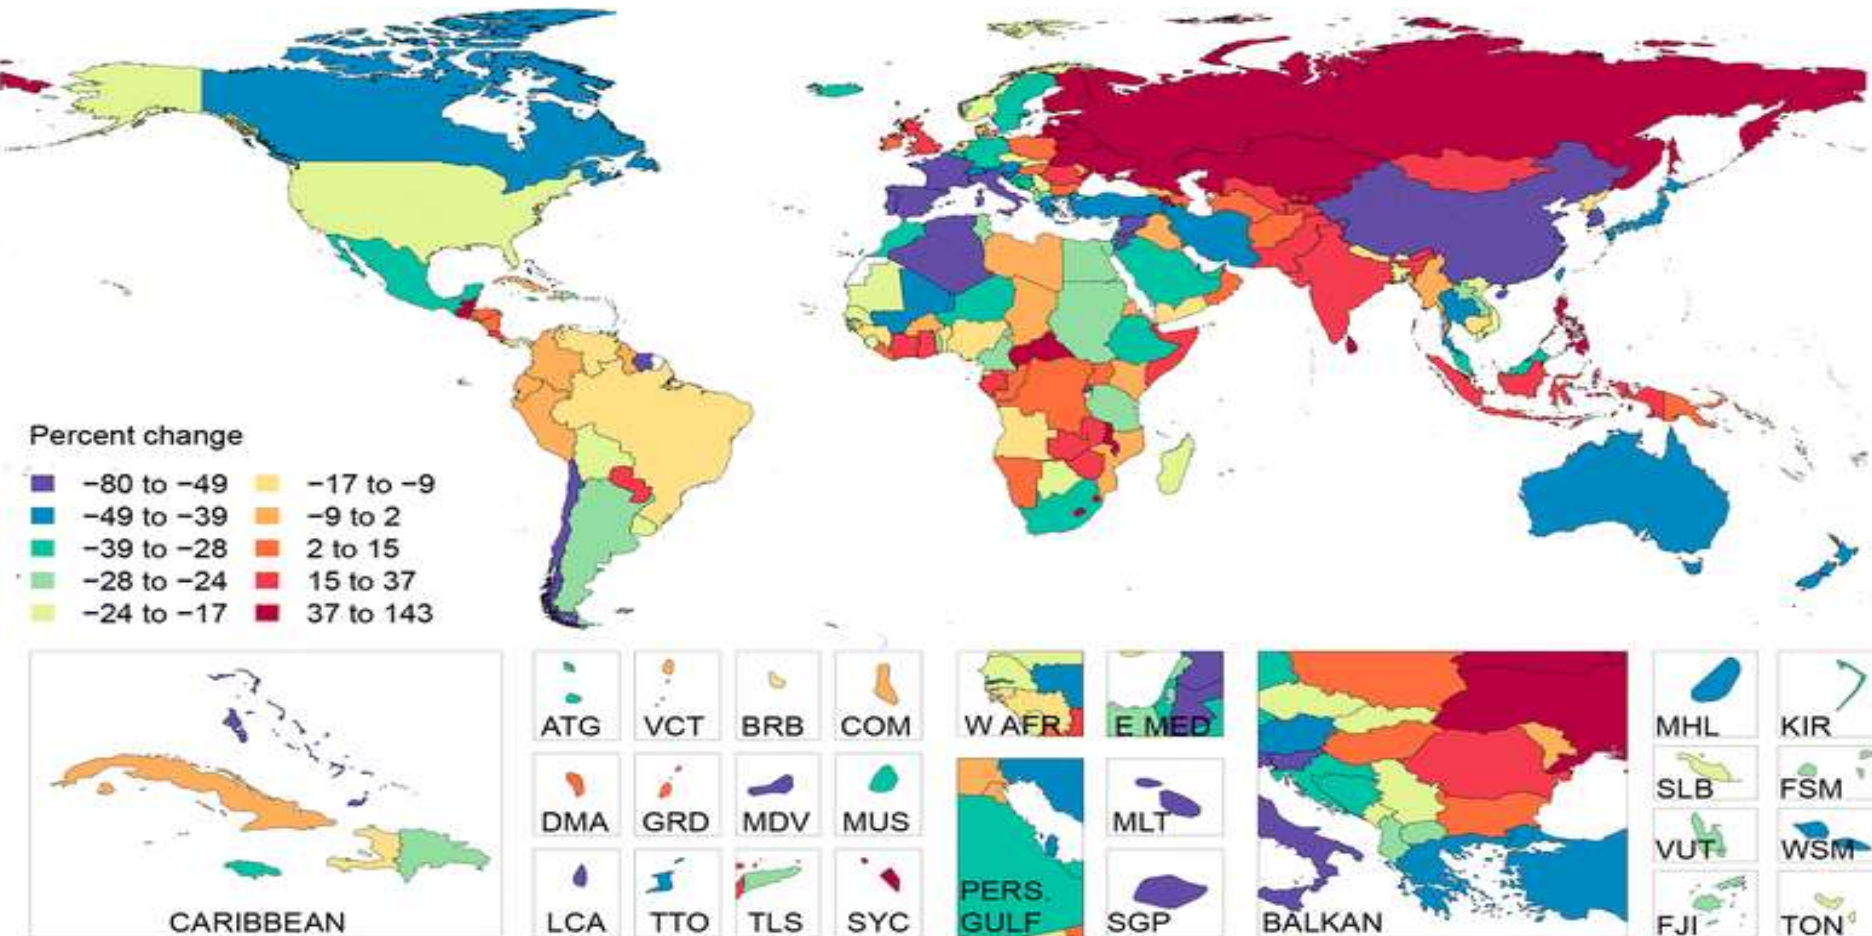 Percent change
−80 to −49
−49 to −39
−39 to −28
−28 to −24
−24 to −17
−17 to −9
−9 to 2
2 to 15
15 to 37
37 to 143
CARIBBEAN
ATG
VCT
BRB
COM
DMA
GRD
MDV
MUS
LCA
TTO
TLS
SYC
W AFR
E MED
PERS.
GULF
MLT
SGP
BALKAN
MHL
KIR
SLB
FSM
VUT
WSM
FJI
TON